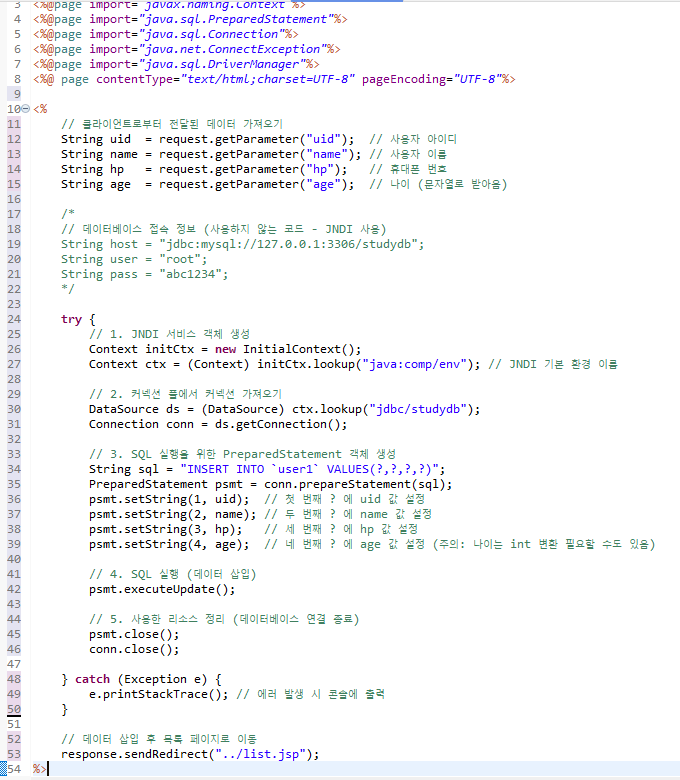 3 <%@page import="javax.naming.Context"%>
4 <%@page import="java.sql.PreparedStatement"%>
5 <%@page import="java.sql.Connection"%>
6 <%@page import="java.net.ConnectException"%>
7 <%@page import="java.sql.DriverManager"%>
8 <%@ page contentType="text/html;charset=UTF-8" pageEncoding="UTF-8"%>
9
10 <%
11     // 클라이언트로부터 전달된 데이터 가져오기
12     String uid  = request.getParameter("uid");  // 사용자 아이디
13     String name = request.getParameter("name"); // 사용자 이름
14     String hp   = request.getParameter("hp");   // 휴대폰 번호
15     String age  = request.getParameter("age");  // 나이 (문자열로 받아옴)
16
17     /*
18     // 데이터베이스 접속 정보 (사용하지 않는 코드 - JNDI 사용)
19     String host = "jdbc:mysql://127.0.0.1:3306/studydb";
20     String user = "root";
21     String pass = "abc1234";
22     */
23
24     try {
25         // 1. JNDI 서비스 객체 생성
26         Context initCtx = new InitialContext();
27         Context ctx = (Context) initCtx.lookup("java:comp/env"); // JNDI 기본 환경 이름
28
29         // 2. 커넥션 풀에서 커넥션 가져오기
30         DataSource ds = (DataSource) ctx.lookup("jdbc/studydb");
31         Connection conn = ds.getConnection();
32
33         // 3. SQL 실행을 위한 PreparedStatement 객체 생성
34         String sql = "INSERT INTO `user1` VALUES(?,?,?,?)";
35         PreparedStatement psmt = conn.prepareStatement(sql);
36         psmt.setString(1, uid);  // 첫 번째 ? 에 uid 값 설정
37         psmt.setString(2, name); // 두 번째 ? 에 name 값 설정
38         psmt.setString(3, hp);   // 세 번째 ? 에 hp 값 설정
39         psmt.setString(4, age);  // 네 번째 ? 에 age 값 설정 (주의: 나이는 int 변환 필요할 수도 있음)
40
41         // 4. SQL 실행 (데이터 삽입)
42         psmt.executeUpdate();
43
44         // 5. 사용한 리소스 정리 (데이터베이스 연결 종료)
45         psmt.close();
46         conn.close();
47
48     } catch (Exception e) {
49         e.printStackTrace(); // 에러 발생 시 콘솔에 출력
50     }
51
52     // 데이터 삽입 후 목록 페이지로 이동
53     response.sendRedirect("../list.jsp");
54 %>